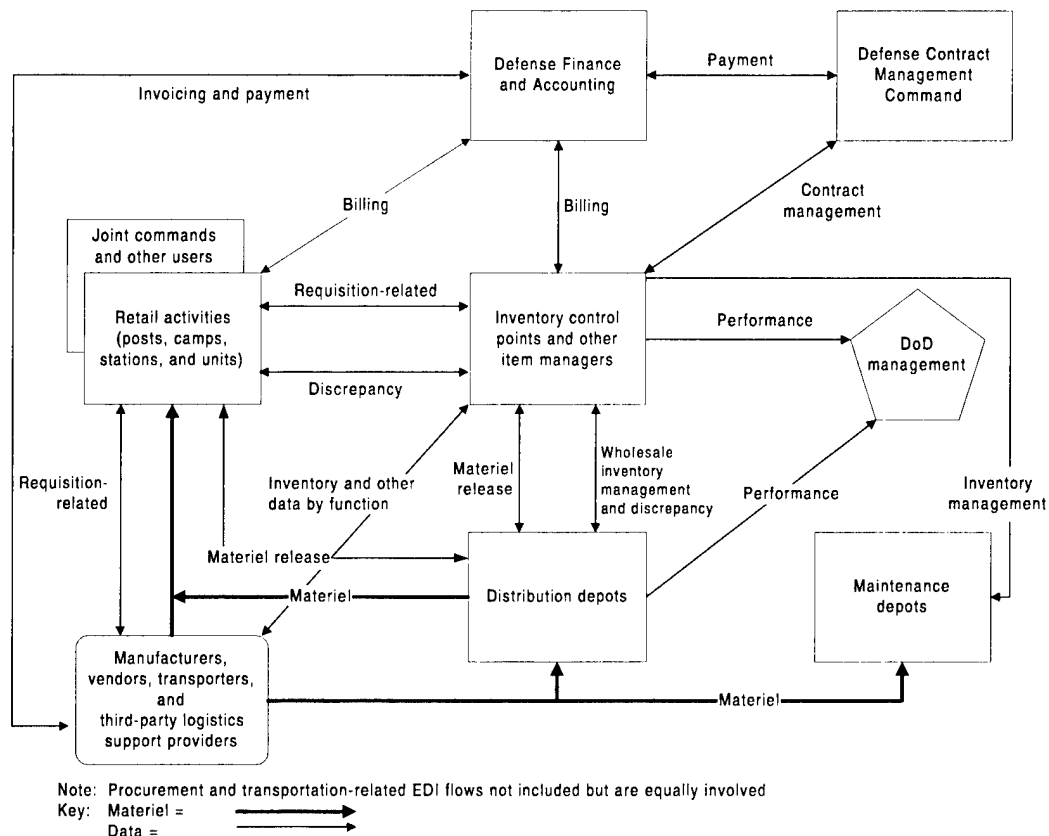 Defense Finance
and Accounting
Payment
Defense Contract
Management
Command
Invoicing and payment
Billing
Billing
Contract
management
Joint commands
and other users
Retail activities
(posts, camps,
stations, and units)
Requisition-related
Discrepancy
Inventory control
points and other
item managers
Performance
DoD
management
Requisition-
related
Inventory and other
data by function
Materiel
release
Wholesale
inventory
management
and discrepancy
Performance
Inventory
management
Materiel release
Materiel
Distribution depots
Maintenance
depots
Manufacturers,
vendors, transporters,
and
third-party logistics
support providers
Materiel
Note: Procurement and transportation-related EDI flows not included but are equally involved
Key: Materiel =
Data =